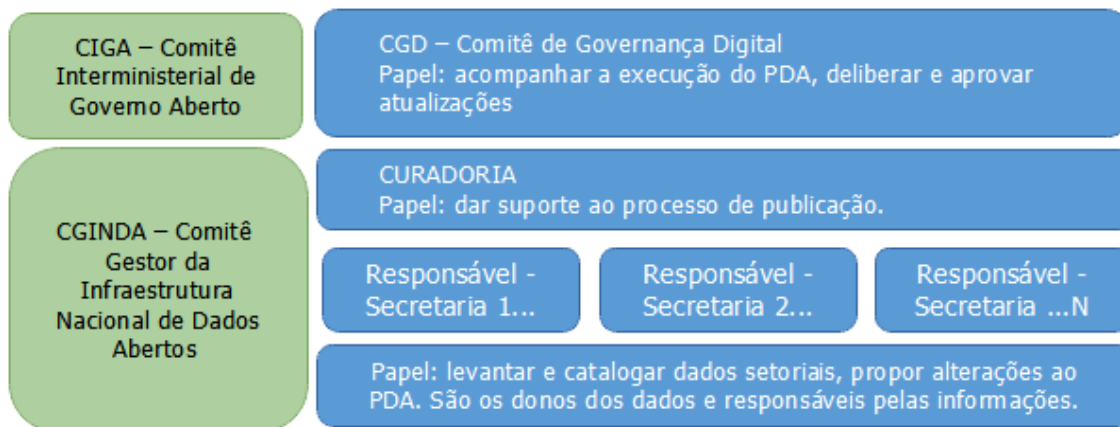 CIGA – Comitê
Interministerial de
Governo Aberto
CGD – Comitê de Governança Digital
Papel: acompanhar a execução do PDA, deliberar e aprovar
atualizações
CGINDA – Comitê
Gestor da
Infraestrutura
Nacional de Dados
Abertos
CURADORIA
Papel: dar suporte ao processo de publicação.
Responsável -
Secretaria 1...
Responsável -
Secretaria 2...
Responsável -
Secretaria ...N
Papel: levantar e catalogar dados setoriais, propor alterações ao
PDA. São os donos dos dados e responsáveis pelas informações.